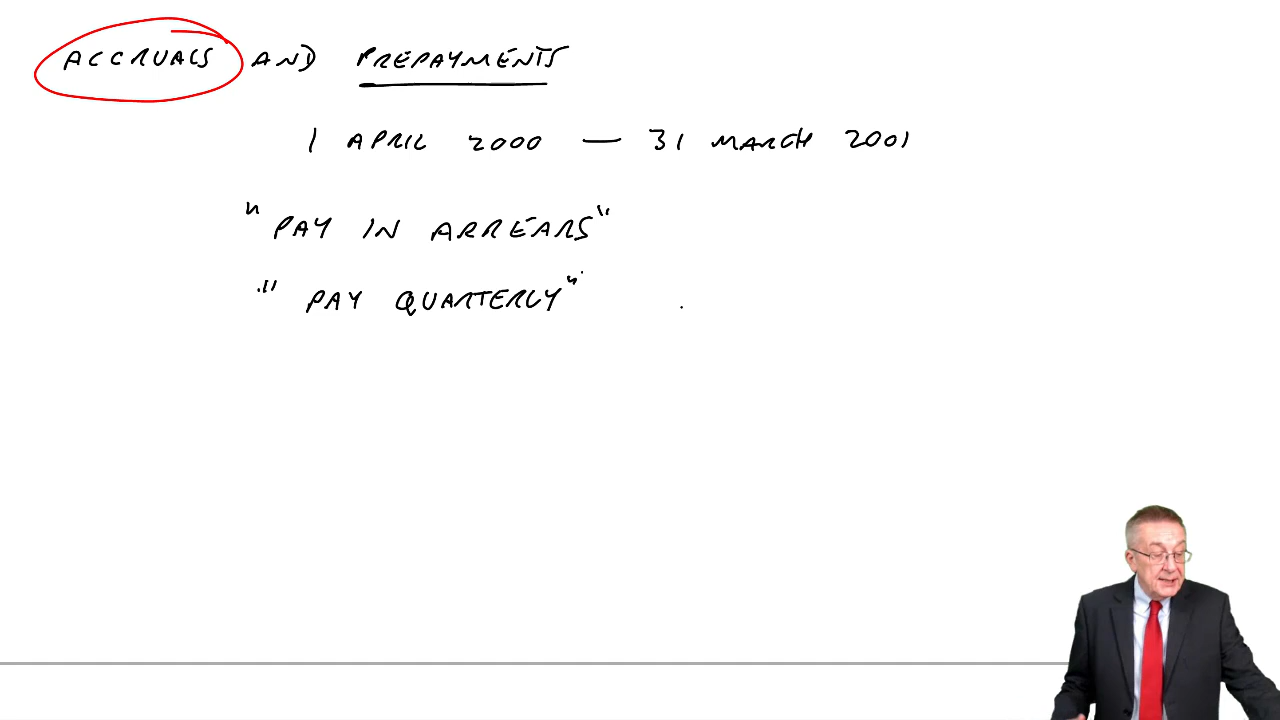 ACCRUALS AND PREPAYMENTS
1 APRIL 2000 — 31 MARCH 2001
"PAY IN ARREARS"
"PAY QUARTERLY"